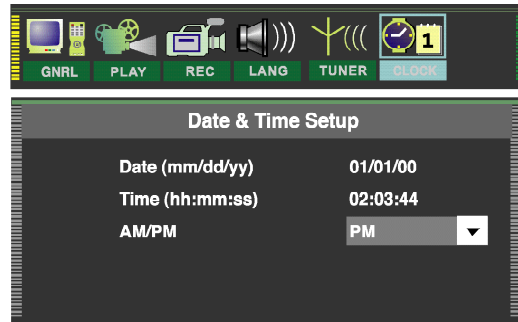 GNRL PLAY REC LANG TUNER CLOCK
1
Date & Time Setup
Date (mm/dd/yy) 01/01/00
Time (hh:mm:ss) 02:03:44
AM/PM PM